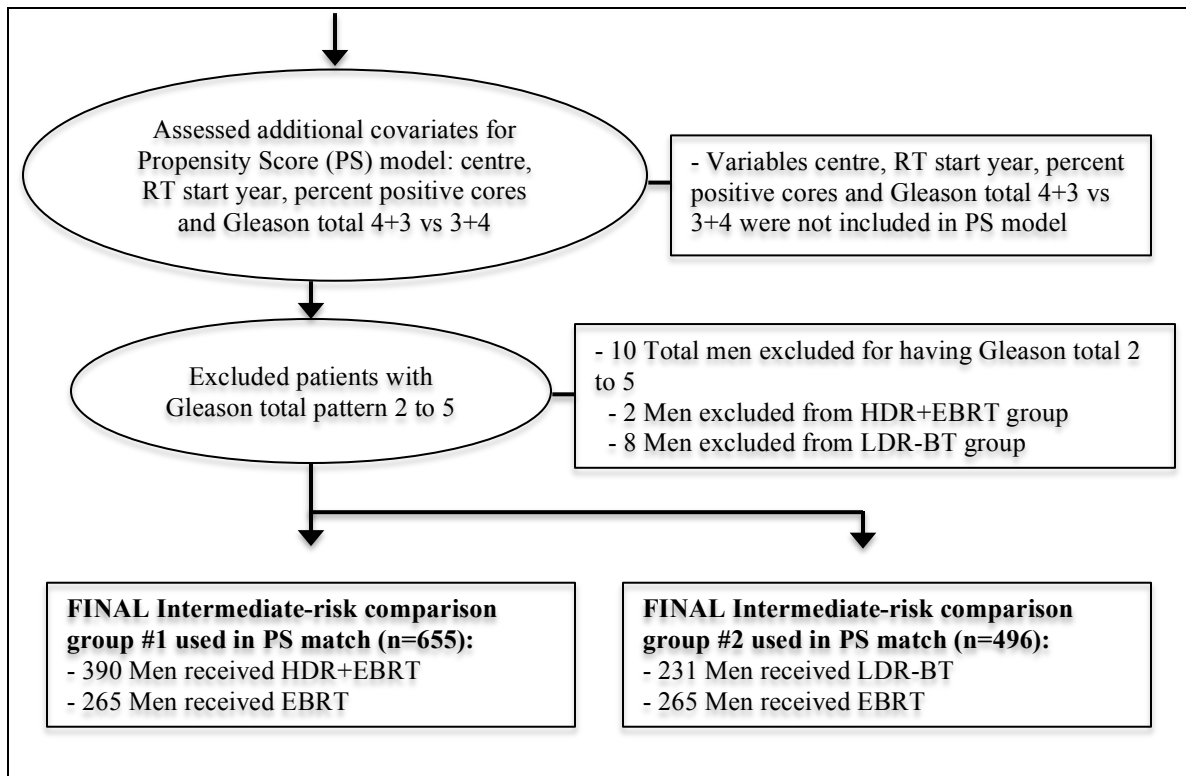 Assessed additional covariates for
Propensity Score (PS) model: centre,
RT start year, percent positive cores
and Gleason total 4+3 vs 3+4
- Variables centre, RT start year, percent
positive cores and Gleason total 4+3 vs
3+4 were not included in PS model
Excluded patients with
Gleason total pattern 2 to 5
- 10 Total men excluded for having Gleason total 2
to 5
- 2 Men excluded from HDR+EBRT group
- 8 Men excluded from LDR-BT group
FINAL Intermediate-risk comparison
group #1 used in PS match (n=655):
- 390 Men received HDR+EBRT
- 265 Men received EBRT
FINAL Intermediate-risk comparison
group #2 used in PS match (n=496):
- 231 Men received LDR-BT
- 265 Men received EBRT